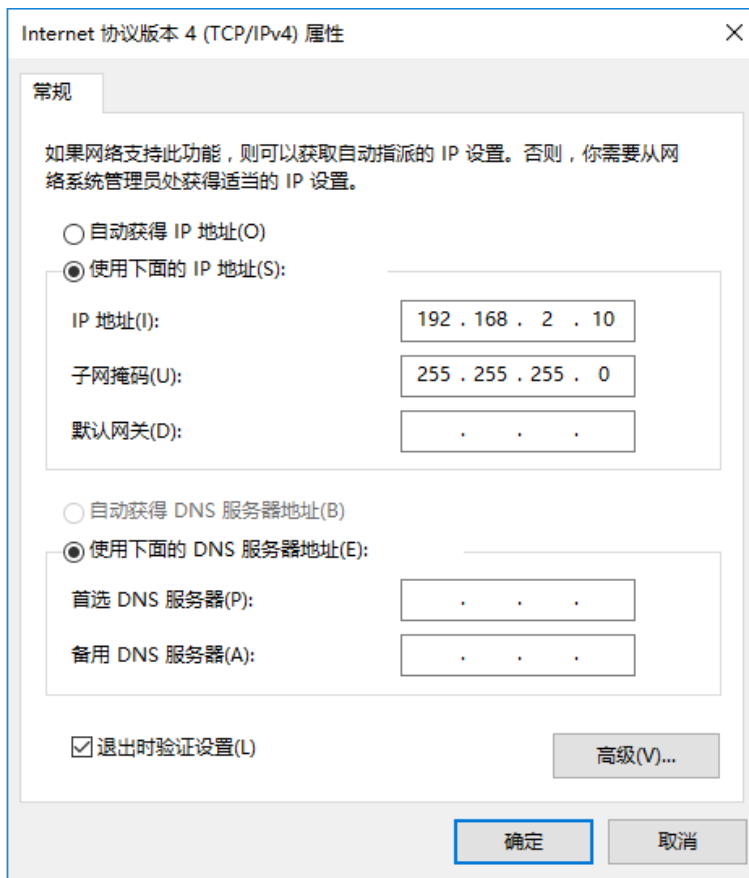 Internet 协议版本 4 (TCP/IPv4) 属性
常规
如果网络支持此功能，则可以获取自动指派的 IP 设置。否则，你需要从网
络系统管理员处获得适当的 IP 设置。
自动获得 IP 地址(O)
使用下面的 IP 地址(S):
IP 地址(I): 192 . 168 . 2 . 10
子网掩码(U): 255 . 255 . 255 . 0
默认网关(D): . . .
自动获得 DNS 服务器地址(B)
使用下面的 DNS 服务器地址(E):
首选 DNS 服务器(P): . . .
备用 DNS 服务器(A): . . .
退出时验证设置(L)
高级(V)...
确定 取消